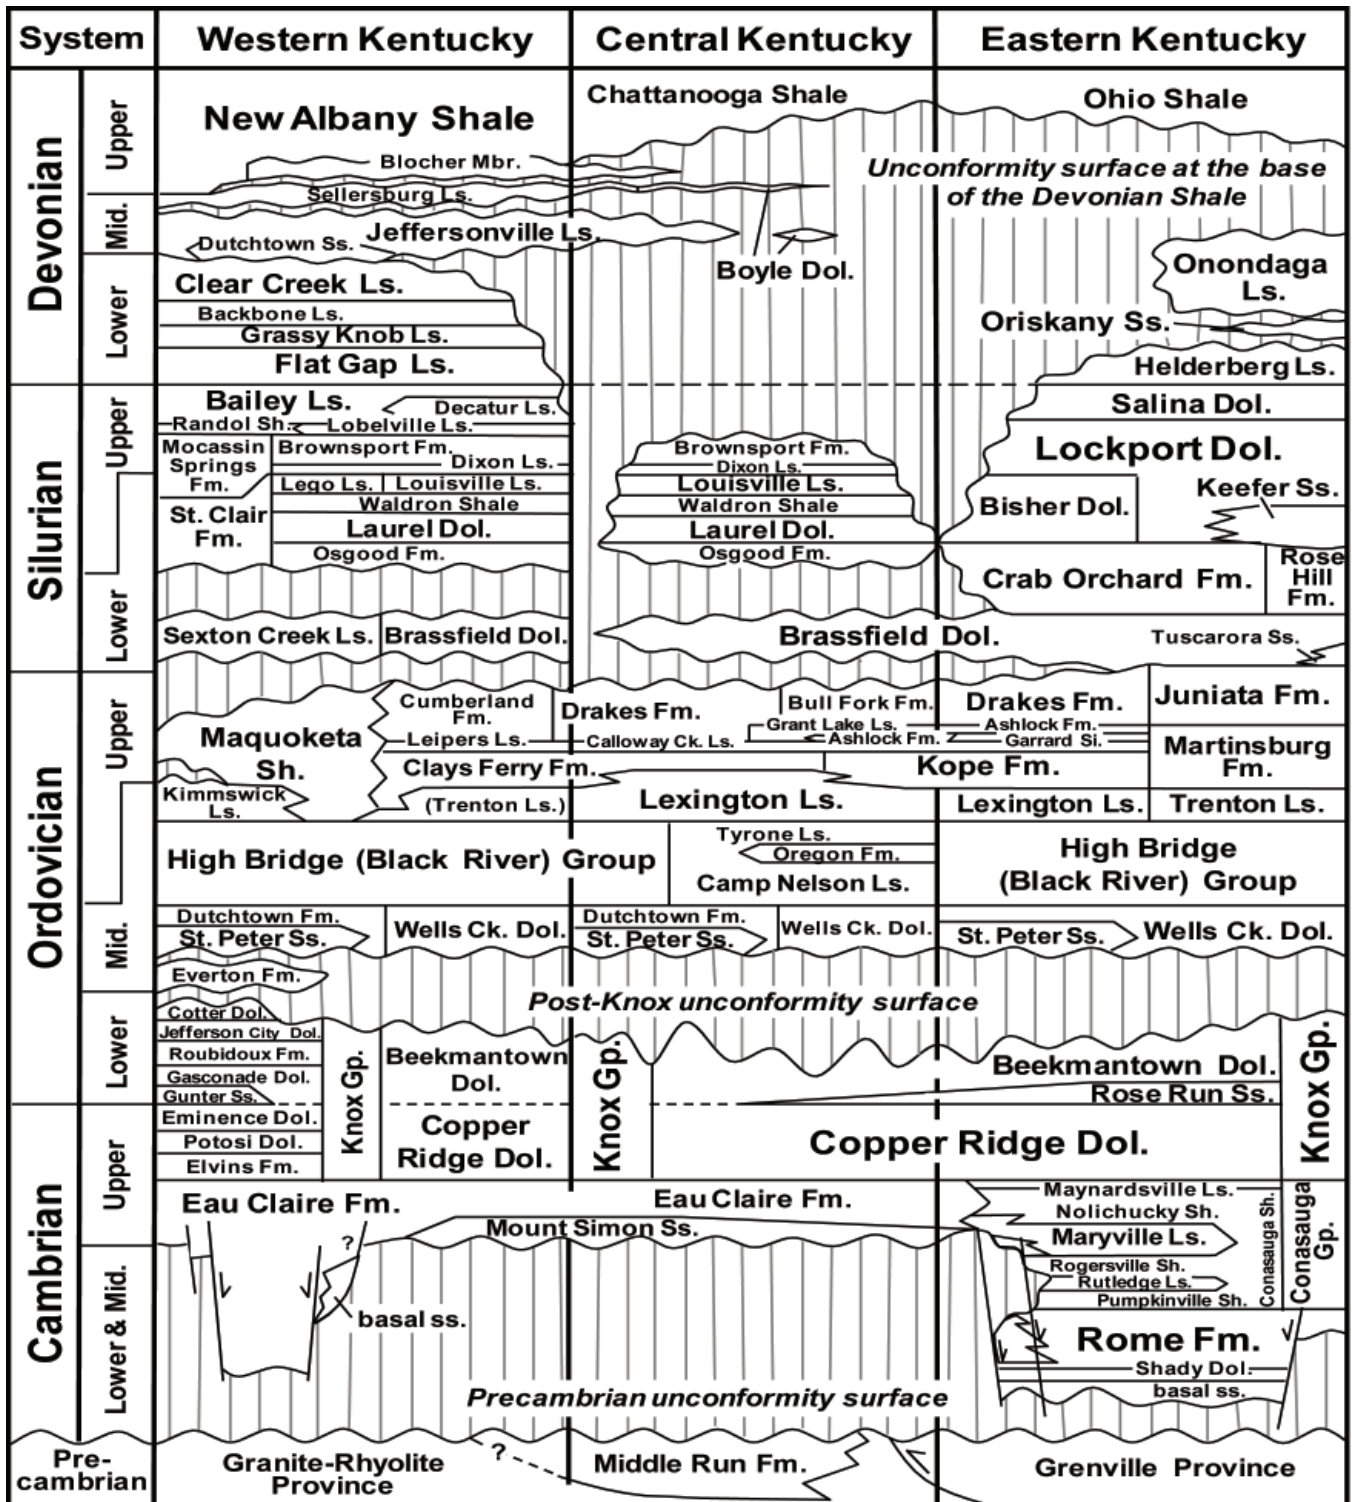 System
Western Kentucky
Central Kentucky
Eastern Kentucky
Devonian
Upper
Mid.
Lower
New Albany Shale
Chattanooga Shale
Ohio Shale
Blocher Mbr.
Unconformity surface at the base
of the Devonian Shale
Sellersburg Ls.
Jeffersonville Ls.
Dutchtown Ss.
Boyle Dol.
Onondaga
Ls.
Clear Creek Ls.
Backbone Ls.
Oriskany Ss.
Grassy Knob Ls.
Flat Gap Ls.
Helderberg Ls.
Silurian
Upper
Lower
Bailey Ls.
Decatur Ls.
Randol Sh.
Lobelville Ls.
Mocassin
Springs
Fm.
Brownsport Fm.
Dixon Ls.
Lego Ls.
Louisville Ls.
Waldron Shale
St. Clair
Fm.
Laurel Dol.
Osgood Fm.
Brownsport Fm.
Dixon Ls.
Louisville Ls.
Waldron Shale
Laurel Dol.
Osgood Fm.
Salina Dol.
Lockport Dol.
Keefer Ss.
Bisher Dol.
Crab Orchard Fm.
Rose
Hill
Fm.
Sexton Creek Ls.
Brassfield Dol.
Brassfield Dol.
Tuscarora Ss.
Ordovician
Upper
Mid.
Lower
Cumberland
Fm.
Drakes Fm.
Bull Fork Fm.
Drakes Fm.
Juniata Fm.
Maquoketa
Sh.
Leipers Ls.
Calloway Ck. Ls.
Grant Lake Ls.
Ashlock Fm.
Ashlock Fm.
Garrard Si.
Martinsburg
Fm.
Clays Ferry Fm.
Kope Fm.
Kimmswick
Ls.
(Trenton Ls.)
Lexington Ls.
Lexington Ls.
Trenton Ls.
High Bridge (Black River) Group
Tyrone Ls.
Oregon Fm.
Camp Nelson Ls.
High Bridge
(Black River) Group
Dutchtown Fm.
St. Peter Ss.
Wells Ck. Dol.
Dutchtown Fm.
St. Peter Ss.
Wells Ck. Dol.
St. Peter Ss.
Wells Ck. Dol.
Everton Fm.
Post-Knox unconformity surface
Cotter Dol.
Jefferson City Dol.
Roubidoux Fm.
Gasconade Dol.
Gunter Ss.
Knox Gp.
Beekmantown
Dol.
Knox Gp.
Beekmantown Dol.
Rose Run Ss.
Knox Gp.
Cambrian
Upper
Lower & Mid.
Eminence Dol.
Potosi Dol.
Elvins Fm.
Copper
Ridge Dol.
Copper Ridge Dol.
Eau Claire Fm.
Eau Claire Fm.
Mount Simon Ss.
?
basal ss.
Maynardsville Ls.
Nolichucky Sh.
Maryville Ls.
Rogersville Sh.
Rutledge Ls.
Pumpkinville Sh.
Conasauga Sh.
Conasauga
Gp.
Rome Fm.
Shady Dol.
basal ss.
Precambrian unconformity surface
Pre-
cambrian
Granite-Rhyolite
Province
?
Middle Run Fm.
Grenville Province